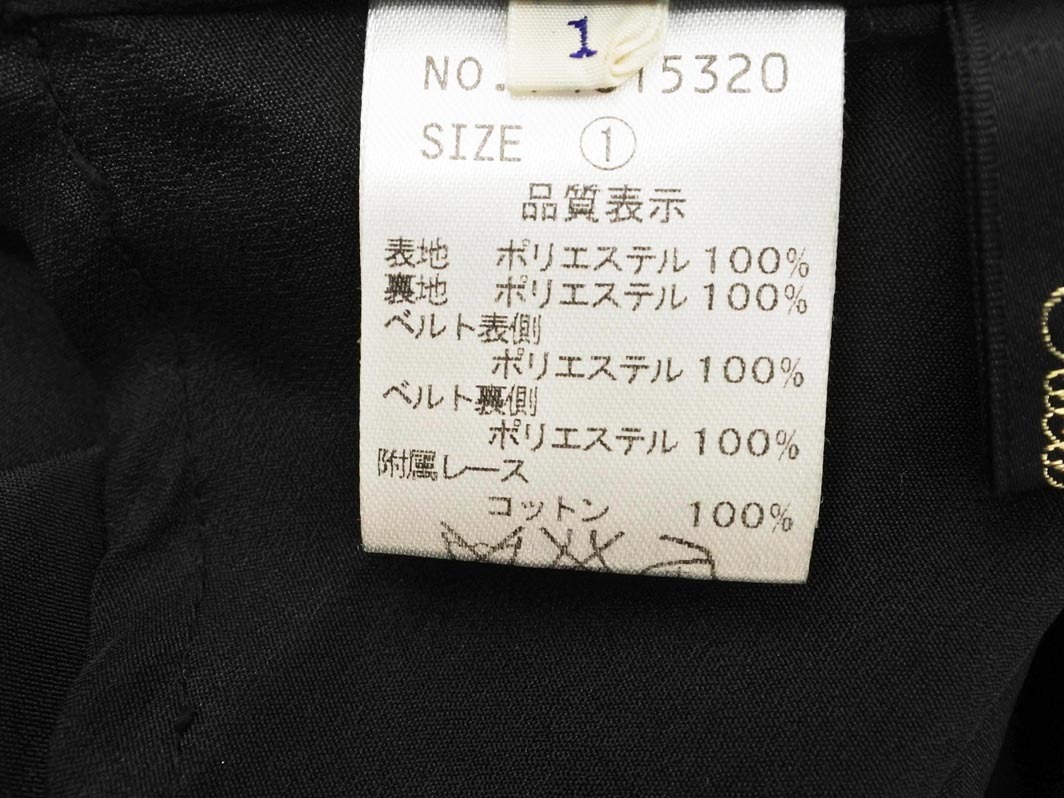 1
NO. 15320
SIZE ①
品質表示
表地 ポリエステル 100%
裏地 ポリエステル 100%
ベルト表側
ポリエステル 100%
ベルト裏側
ポリエステル 100%
附属レース
コットン 100%